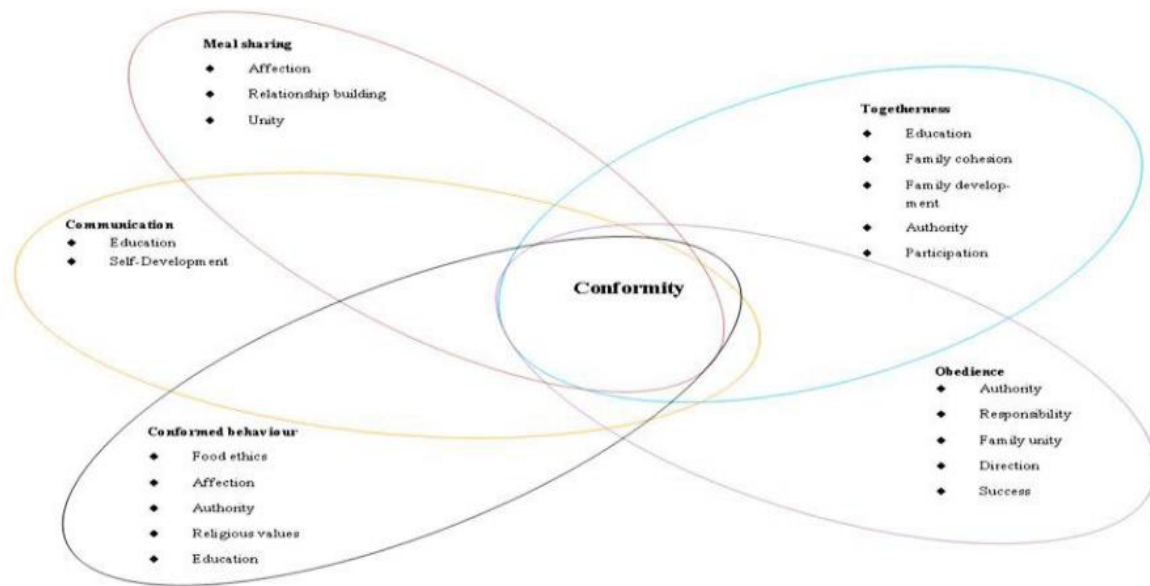 Meal sharing
◆ Affection
◆ Relationship building
◆ Unity
Togetherness
◆ Education
◆ Family cohesion
◆ Family develop-
ment
◆ Authority
◆ Participation
Communication
◆ Education
◆ Self-Development
Conformity
Obedience
◆ Authority
◆ Responsibility
◆ Family unity
◆ Direction
◆ Success
Conformed behaviour
◆ Food ethics
◆ Affection
◆ Authority
◆ Religious values
◆ Education